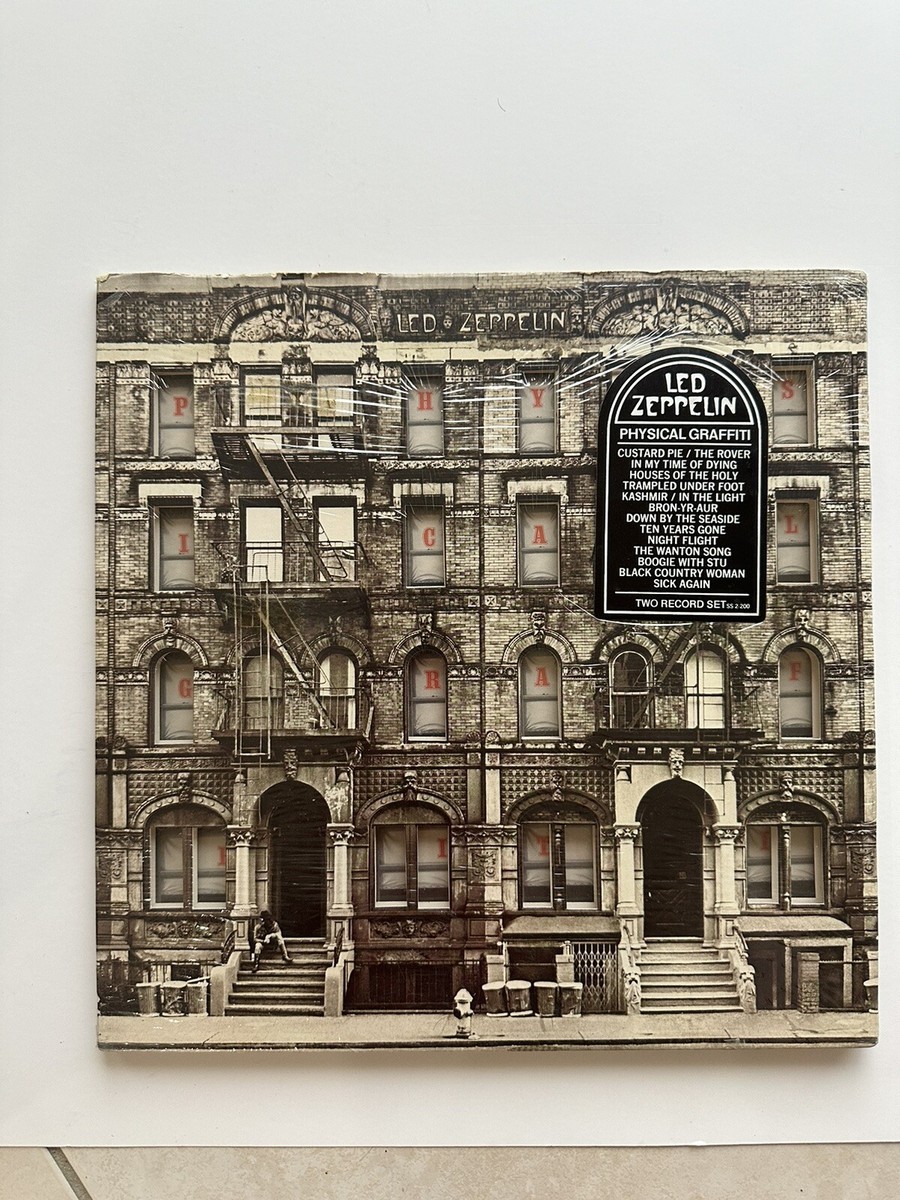 LED ZEPPELIN
LED
ZEPPELIN
PHYSICAL GRAFFITI
CUSTARD PIE / THE ROVER
IN MY TIME OF DYING
HOUSES OF THE HOLY
TRAMPLED UNDER FOOT
KASHMIR / IN THE LIGHT
BRON-YR-AUR
DOWN BY THE SEASIDE
TEN YEARS GONE
NIGHT FLIGHT
THE WANTON SONG
BOOGIE WITH STU
BLACK COUNTRY WOMAN
SICK AGAIN
TWO RECORD SET SS 2-200
P H Y S
I C A L
G R A F
F I T I